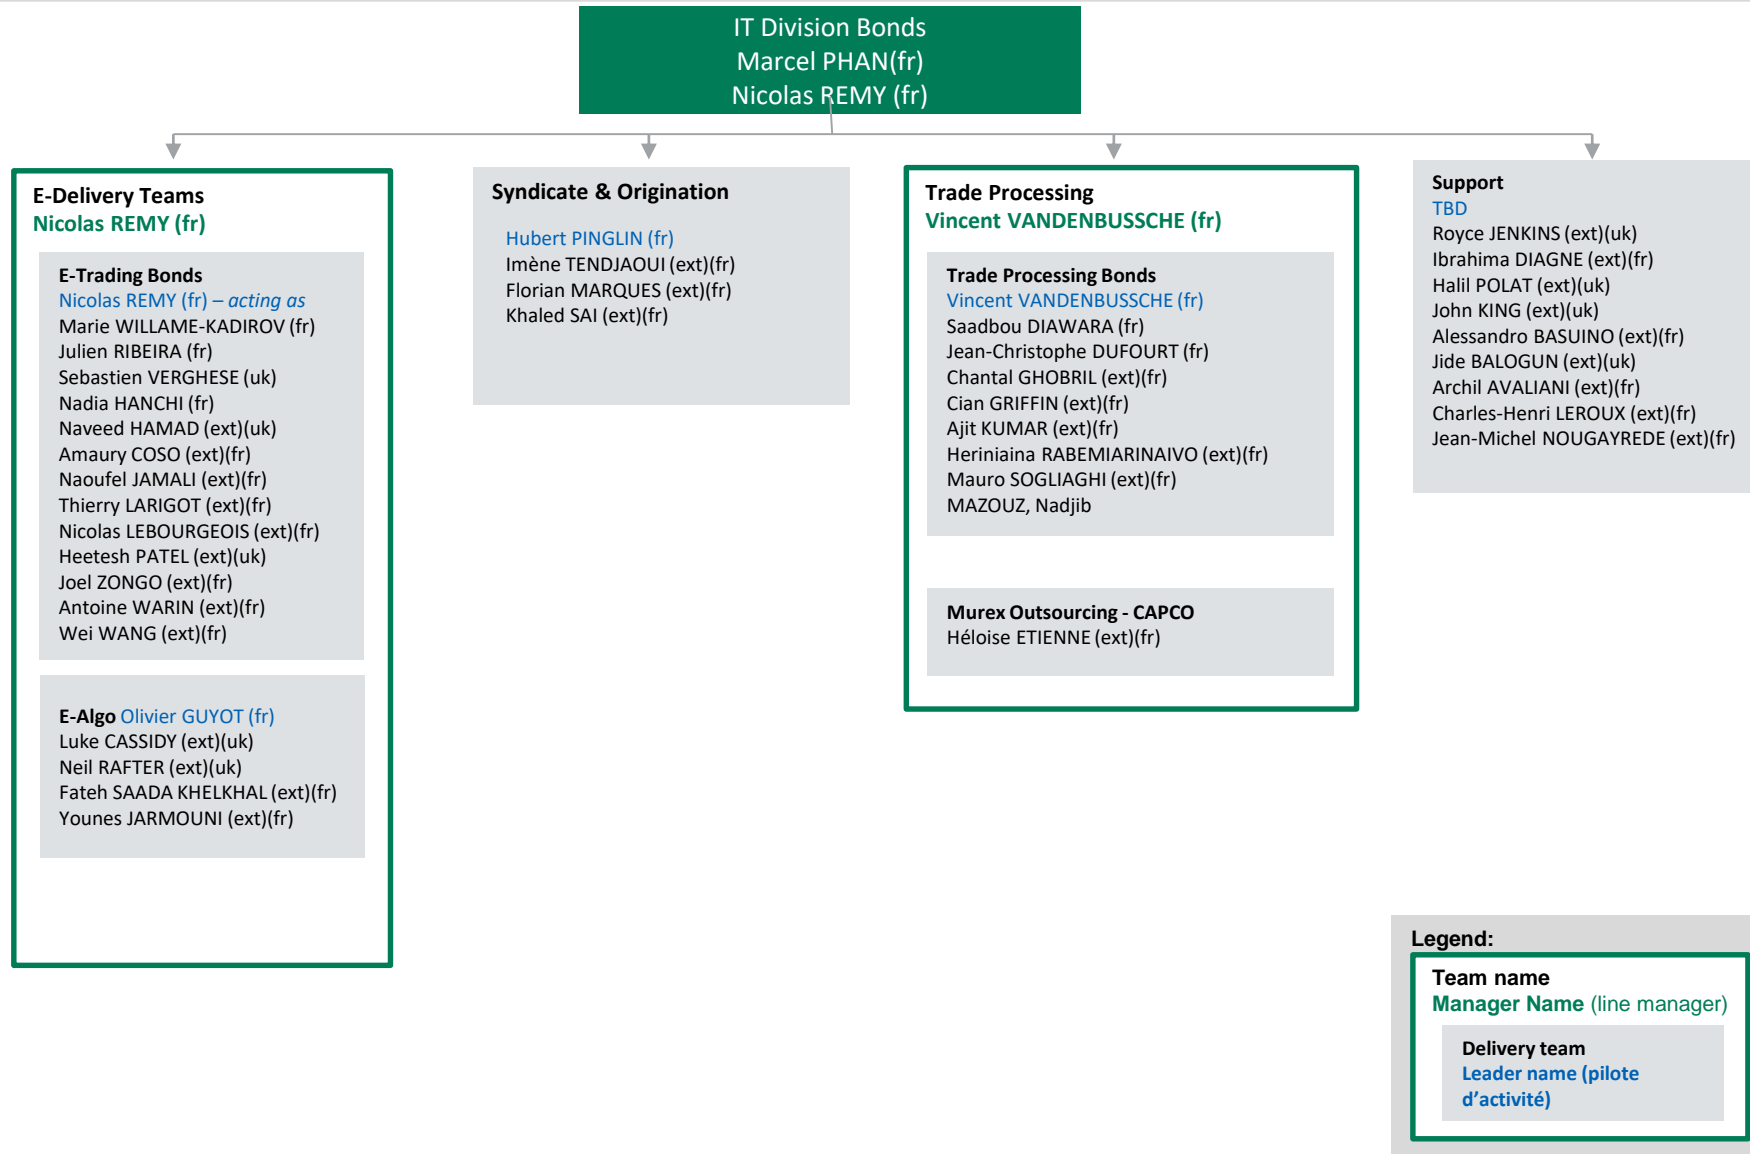 IT Division Bonds
Marcel PHAN(fr)
Nicolas REMY (fr)
E-Delivery Teams
Nicolas REMY (fr)
E-Trading Bonds
Nicolas REMY (fr) – acting as
Marie WILLAME-KADIROV (fr)
Julien RIBEIRA (fr)
Sebastien VERGHESE (uk)
Nadia HANCHI (fr)
Naveed HAMAD (ext)(uk)
Amaury COSO (ext)(fr)
Naoufel JAMALI (ext)(fr)
Thierry LARIGOT (ext)(fr)
Nicolas LEBOURGEOIS (ext)(fr)
Heetesh PATEL (ext)(uk)
Joel ZONGO (ext)(fr)
Antoine WARIN (ext)(fr)
Wei WANG (ext)(fr)
E-Algo Olivier GUYOT (fr)
Luke CASSIDY (ext)(uk)
Neil RAFTER (ext)(uk)
Fateh SAADA KHELKHAL (ext)(fr)
Younes JARMOUNI (ext)(fr)
Syndicate & Origination
Hubert PINGLIN (fr)
Imène TENDJAOUI (ext)(fr)
Florian MARQUES (ext)(fr)
Khaled SAI (ext)(fr)
Trade Processing
Vincent VANDENBUSSCHE (fr)
Trade Processing Bonds
Vincent VANDENBUSSCHE (fr)
Saadbou DIAWARA (fr)
Jean-Christophe DUFOURT (fr)
Chantal GHOBRIL (ext)(fr)
Cian GRIFFIN (ext)(fr)
Ajit KUMAR (ext)(fr)
Heriniaina RABEMIARINAIVO (ext)(fr)
Mauro SOGLIAGHI (ext)(fr)
MAZOUZ, Nadjib
Murex Outsourcing - CAPCO
Héloise ETIENNE (ext)(fr)
Support
TBD
Royce JENKINS (ext)(uk)
Ibrahima DIAGNE (ext)(fr)
Halil POLAT (ext)(uk)
John KING (ext)(uk)
Alessandro BASUINO (ext)(fr)
Jide BALOGUN (ext)(uk)
Archil AVALIANI (ext)(fr)
Charles-Henri LEROUX (ext)(fr)
Jean-Michel NOUGAYREDE (ext)(fr)
Legend:
Team name
Manager Name (line manager)
Delivery team
Leader name (pilote
d’activité)